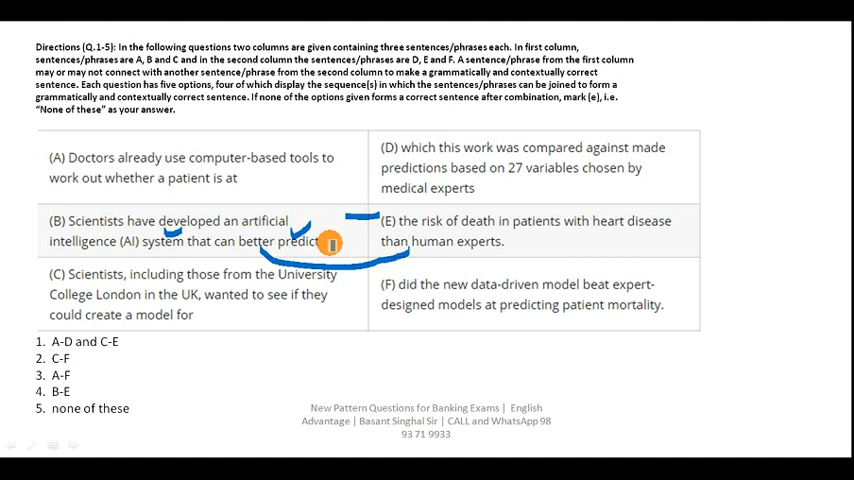 Directions (Q.1-5): In the following questions two columns are given containing three sentences/phrases each. In first column,
sentences/phrases are A, B and C and in the second column the sentences/phrases are D, E and F. A sentence/phrase from the first column
may or may not connect with another sentence/phrase from the second column to make a grammatically and contextually correct
sentence. Each question has five options, four of which display the sequence(s) in which the sentences/phrases can be joined to form a
grammatically and contextually correct sentence. If none of the options given forms a correct sentence after combination, mark (e), i.e.
"None of these" as your answer.
(A) Doctors already use computer-based tools to
work out whether a patient is at
(D) which this work was compared against made
predictions based on 27 variables chosen by
medical experts
(B) Scientists have developed an artificial
intelligence (AI) system that can better predict
(E) the risk of death in patients with heart disease
than human experts.
(C) Scientists, including those from the University
College London in the UK, wanted to see if they
could create a model for
(F) did the new data-driven model beat expert-
designed models at predicting patient mortality.
1. A-D and C-E
2. C-F
3. A-F
4. B-E
5. none of these
New Pattern Questions for Banking Exams | English
Advantage | Basant Singhal Sir | CALL and WhatsApp 98
93 71 9933